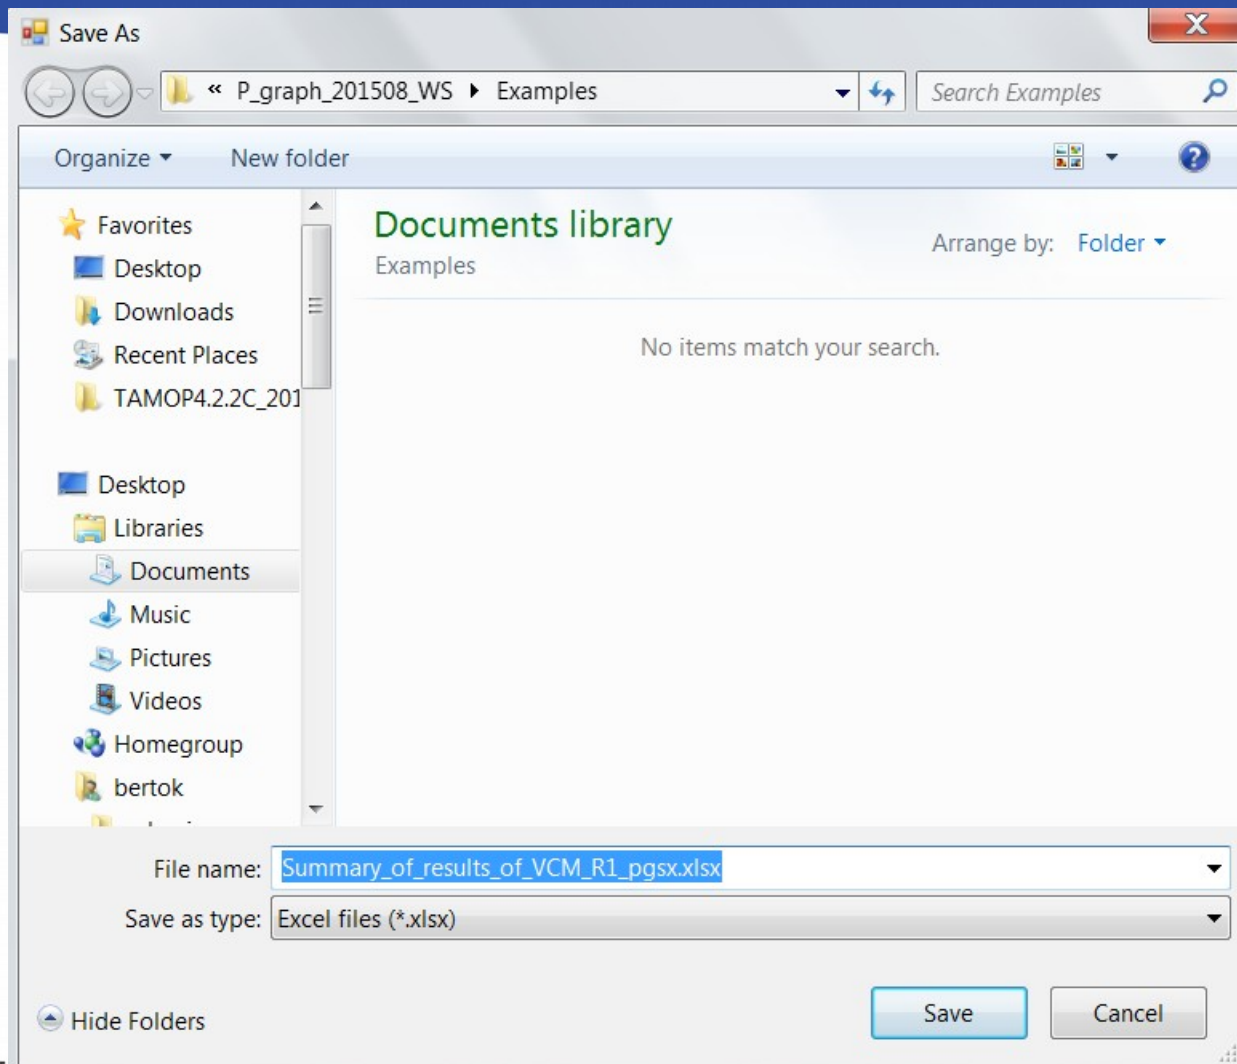 Save As
« P_graph_201508_WS Examples
Search Examples
Organize New folder
Favorites
Desktop
Downloads
Recent Places
TAMOP4.2.2C_201
Desktop
Libraries
Documents
Music
Pictures
Videos
Homegroup
bertok
Documents library
Examples
Arrange by: Folder
No items match your search.
File name: Summary_of_results_of_VCM_R1_pgsx.xlsx
Save as type: Excel files (*.xlsx)
Hide Folders
Save Cancel